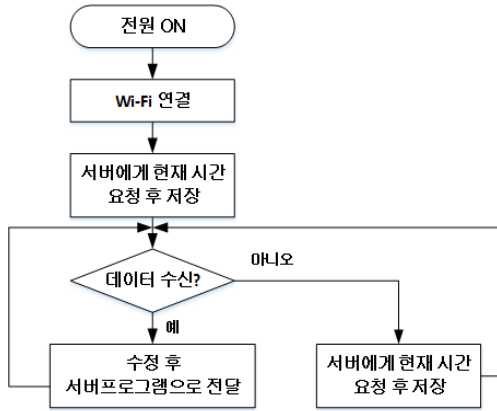 전원 ON
Wi-Fi 연결
서버에게 현재 시간
요청 후 저장
데이터 수신?
아니오
예
수정 후
서버프로그램으로 전달
서버에게 현재 시간
요청 후 저장